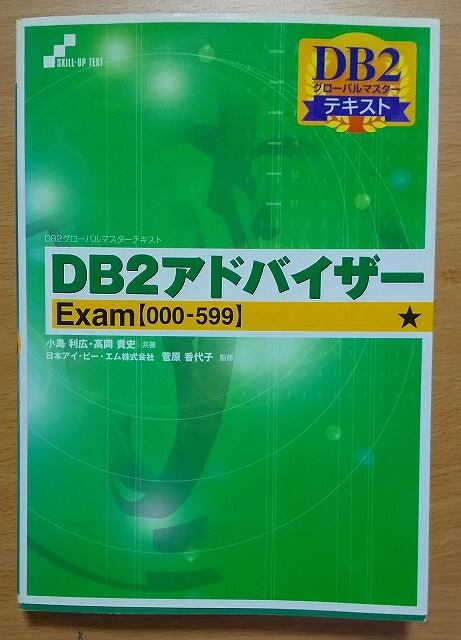 SKILL-UP TEXT
DB2
グローバルマスター
テキスト
DB2グローバルマスターテキスト
DB2アドバイザー
Exam【000-599】 ★
小島 利広・高岡 貴史 共著
日本アイ・ビー・エム株式会社 菅原 香代子 監修